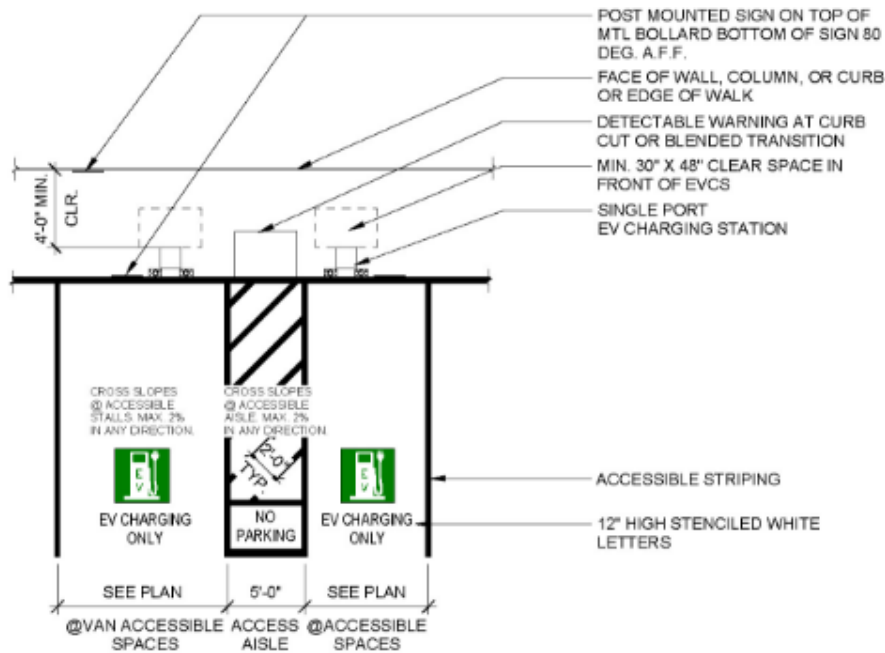 POST MOUNTED SIGN ON TOP OF
MTL BOLLARD BOTTOM OF SIGN 80
DEG. A.F.F.
FACE OF WALL, COLUMN, OR CURB
OR EDGE OF WALK
DETECTABLE WARNING AT CURB
CUT OR BLENDED TRANSITION
MIN. 30" X 48" CLEAR SPACE IN
FRONT OF EVCS
SINGLE PORT
EV CHARGING STATION
4'-0" MIN.
CLR.
CROSS SLOPES
@ ACCESSIBLE
STALLS. MAX. 2%
IN ANY DIRECTION.
CROSS SLOPES
@ ACCESSIBLE
AISLE. MAX. 2%
IN ANY DIRECTION.
2'-0"
TYP.
EV
EV CHARGING
ONLY
NO
PARKING
EV
EV CHARGING
ONLY
ACCESSIBLE STRIPING
12" HIGH STENCILED WHITE
LETTERS
SEE PLAN
5'-0"
SEE PLAN
@VAN ACCESSIBLE
SPACES
ACCESS
AISLE
@ACCESSIBLE
SPACES